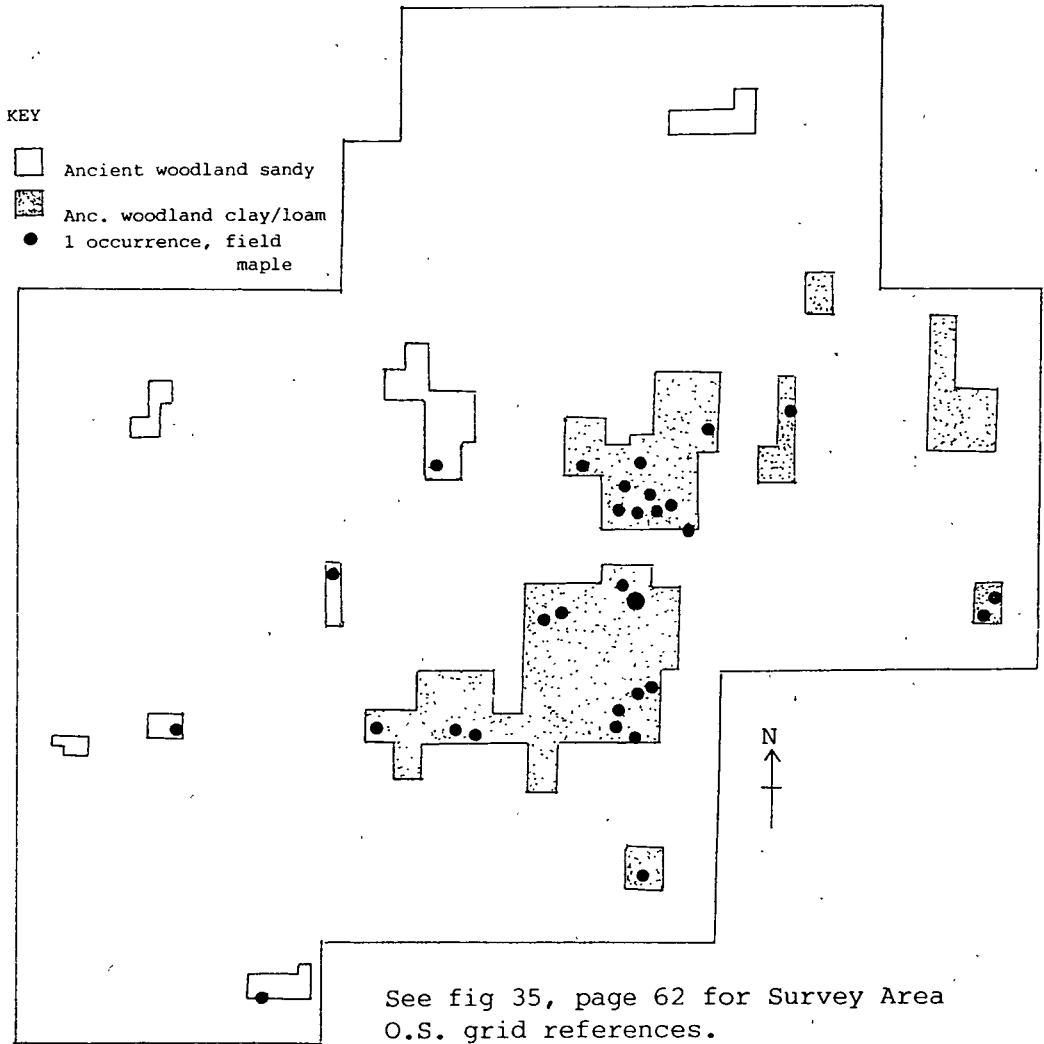 KEY
Ancient woodland sandy
Anc. woodland clay/loam
1 occurrence, field
maple
N
See fig 35, page 62 for Survey Area
O.S. grid references.